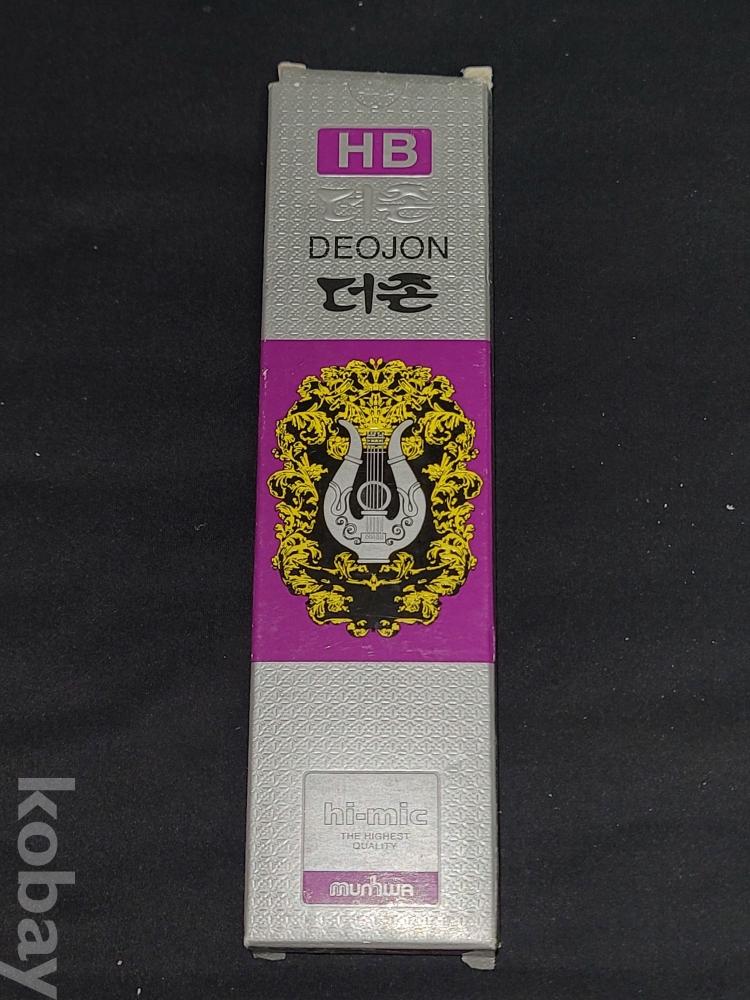 HB
더존
DEOJON
더존
hi-mic
THE HIGHEST
QUALITY
munhwa
kobay